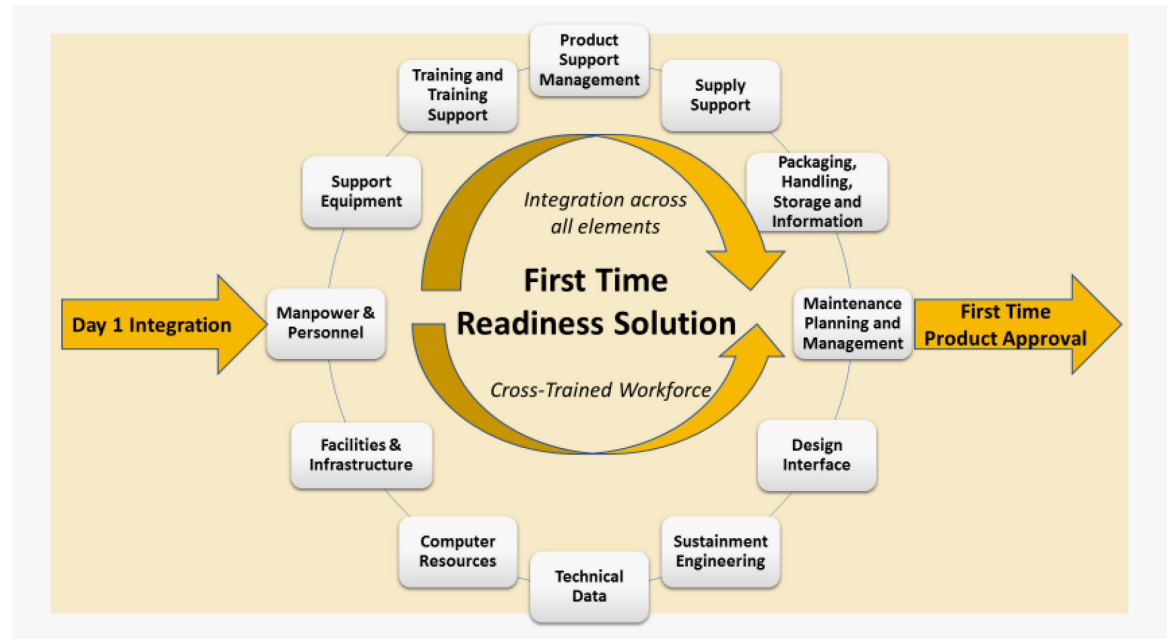 Product
Support
Management
Training and
Training
Support
Supply
Support
Support
Equipment
Packaging,
Handling,
Storage and
Information
Integration across
all elements
First Time
Readiness Solution
Day 1 Integration
Manpower &
Personnel
Maintenance
Planning and
Management
First Time
Product Approval
Cross-Trained Workforce
Facilities &
Infrastructure
Design
Interface
Computer
Resources
Sustainment
Engineering
Technical
Data